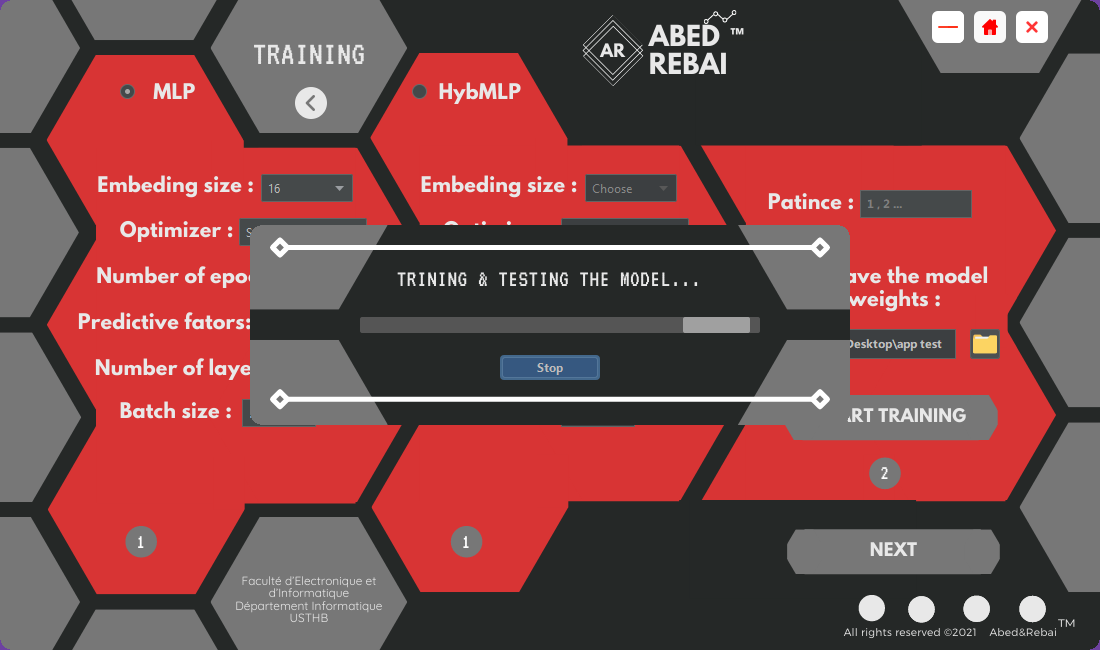 TRAINING
AR
ABED ™
REBAI
MLP
HybMLP
Embeding size :
16
Embeding size :
Choose
Patince :
1 , 2 ...
Optimizer :
Number of
TRINING & TESTING THE MODEL...
ave the model
weights :
Predictive fators:
Desktop\app test
Number of
Stop
Batch size :
ART TRAINING
2
1
1
NEXT
Faculté d'Electronique et
d'Informatique
Département Informatique
USTHB
All rights reserved ©2021 Abed&Rebai TM